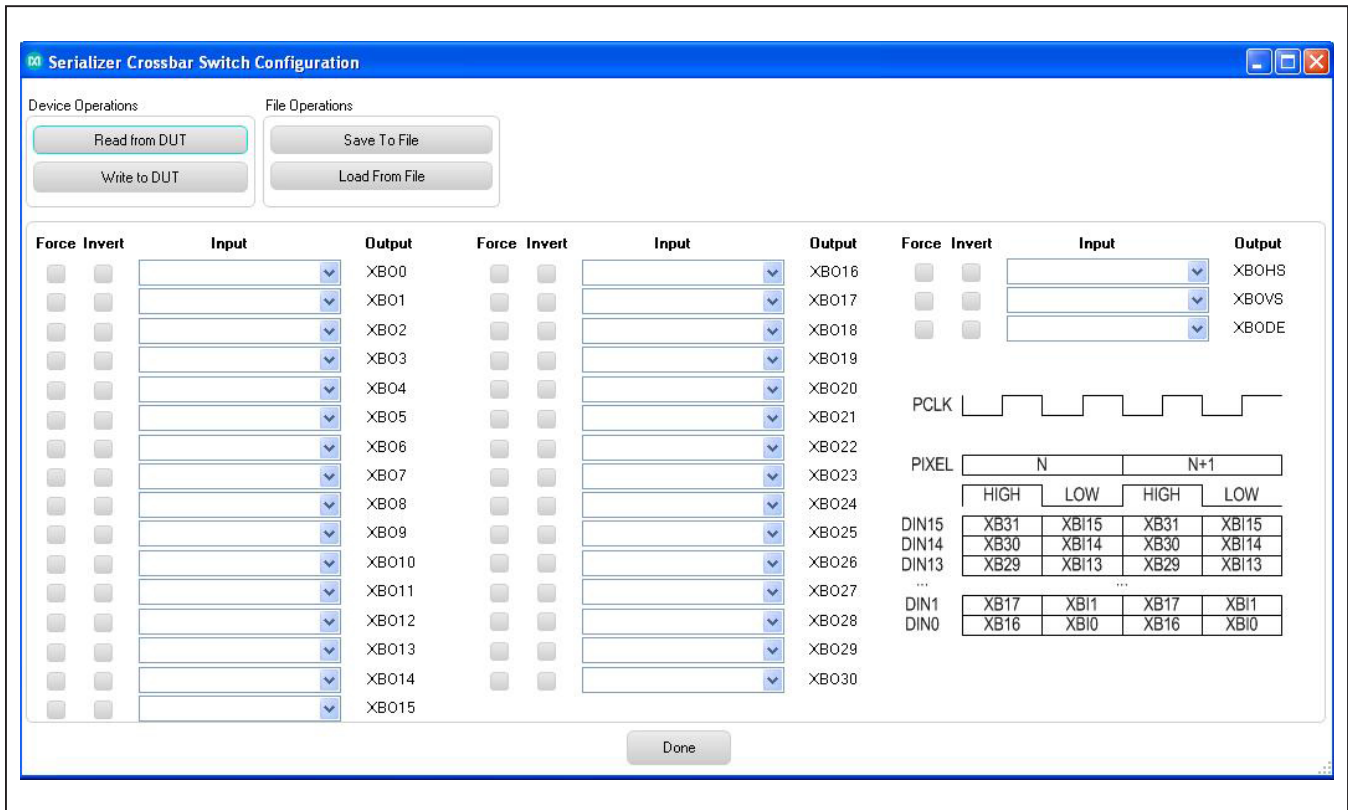 Serializer Crossbar Switch Configuration
Device Operations File Operations
Read from DUT Save To File
Write to DUT Load From File
Force Invert Input Output Force Invert Input Output Force Invert Input Output
XBO0 XBO16 XBOHS
XBO1 XBO17 XBOVS
XBO2 XBO18 XBODE
XBO3 XBO19
XBO4 XBO20
PCLK
XBO5 XBO21
XBO6 XBO22
PIXEL N N+1
XBO7 XBO23
HIGH LOW HIGH LOW
XBO8 XBO24
DIN15 XB31 XBI15 XB31 XBI15
XBO9 XBO25
DIN14 XB30 XBI14 XB30 XBI14
XBO10 XBO26
DIN13 XB29 XBI13 XB29 XBI13
... ...
XBO11 XBO27
DIN1 XB17 XBI1 XB17 XBI1
XBO12 XBO28
DIN0 XB16 XBI0 XB16 XBI0
XBO13 XBO29
XBO14 XBO30
XBO15
Done